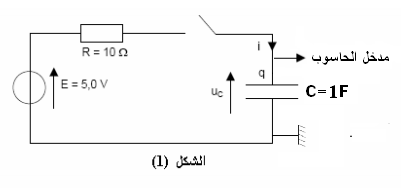 R = 10 Ω
i
مدخل الحاسوب
q
E = 5,0 V
uc
C=1F
الشكل (1)